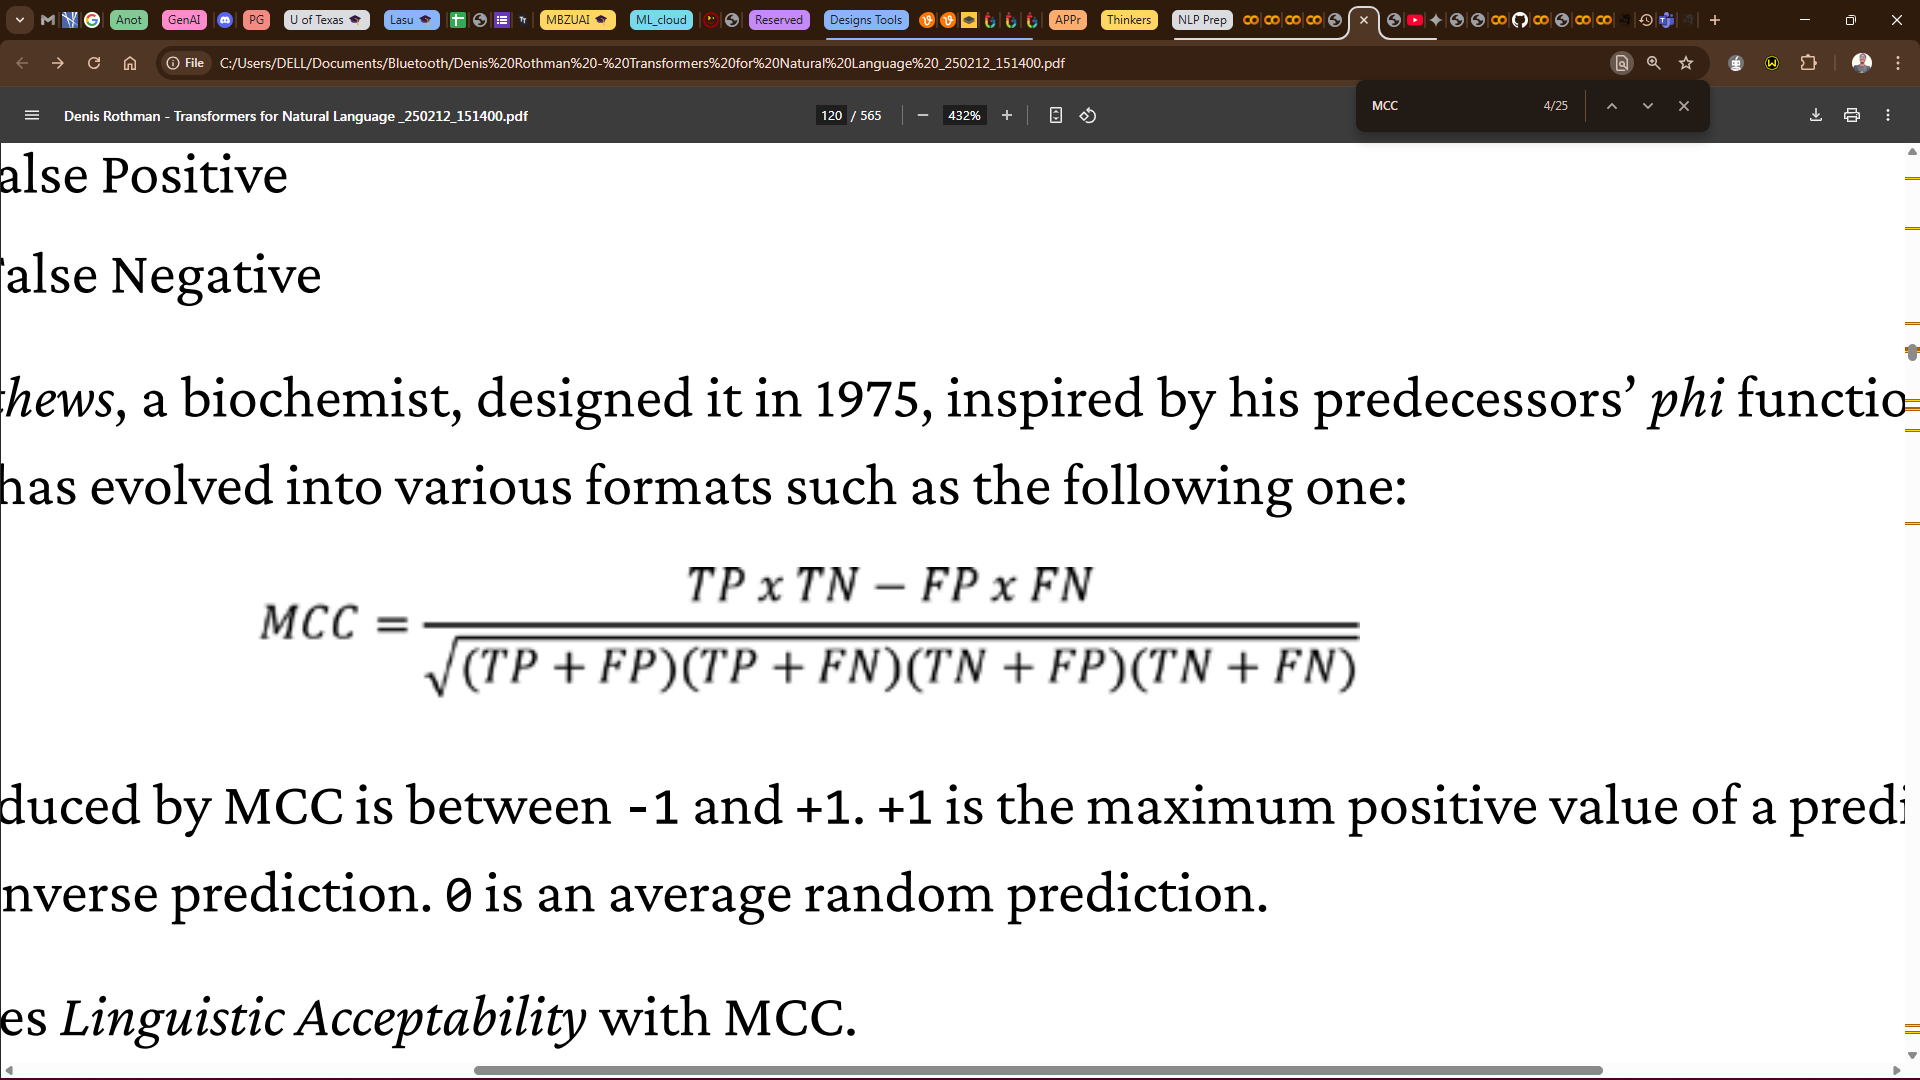 Anot GenAI PG U of Texas Lasu MBZUAI ML_cloud Reserved Designs Tools APPr Thinkers NLP Prep
File C:/Users/DELL/Documents/Bluetooth/Denis%20Rothman%20-%20Transformers%20for%20Natural%20Language%20_250212_151400.pdf
MCC 4/25
Denis Rothman - Transformers for Natural Language _250212_151400.pdf 120 / 565 432%
alse Positive
alse Negative
thews, a biochemist, designed it in 1975, inspired by his predecessors’ phi functio
has evolved into various formats such as the following one:
TP x TN − FP x FN
MCC =
√(TP + FP)(TP + FN)(TN + FP)(TN + FN)
duced by MCC is between -1 and +1. +1 is the maximum positive value of a predi
nverse prediction. 0 is an average random prediction.
es Linguistic Acceptability with MCC.